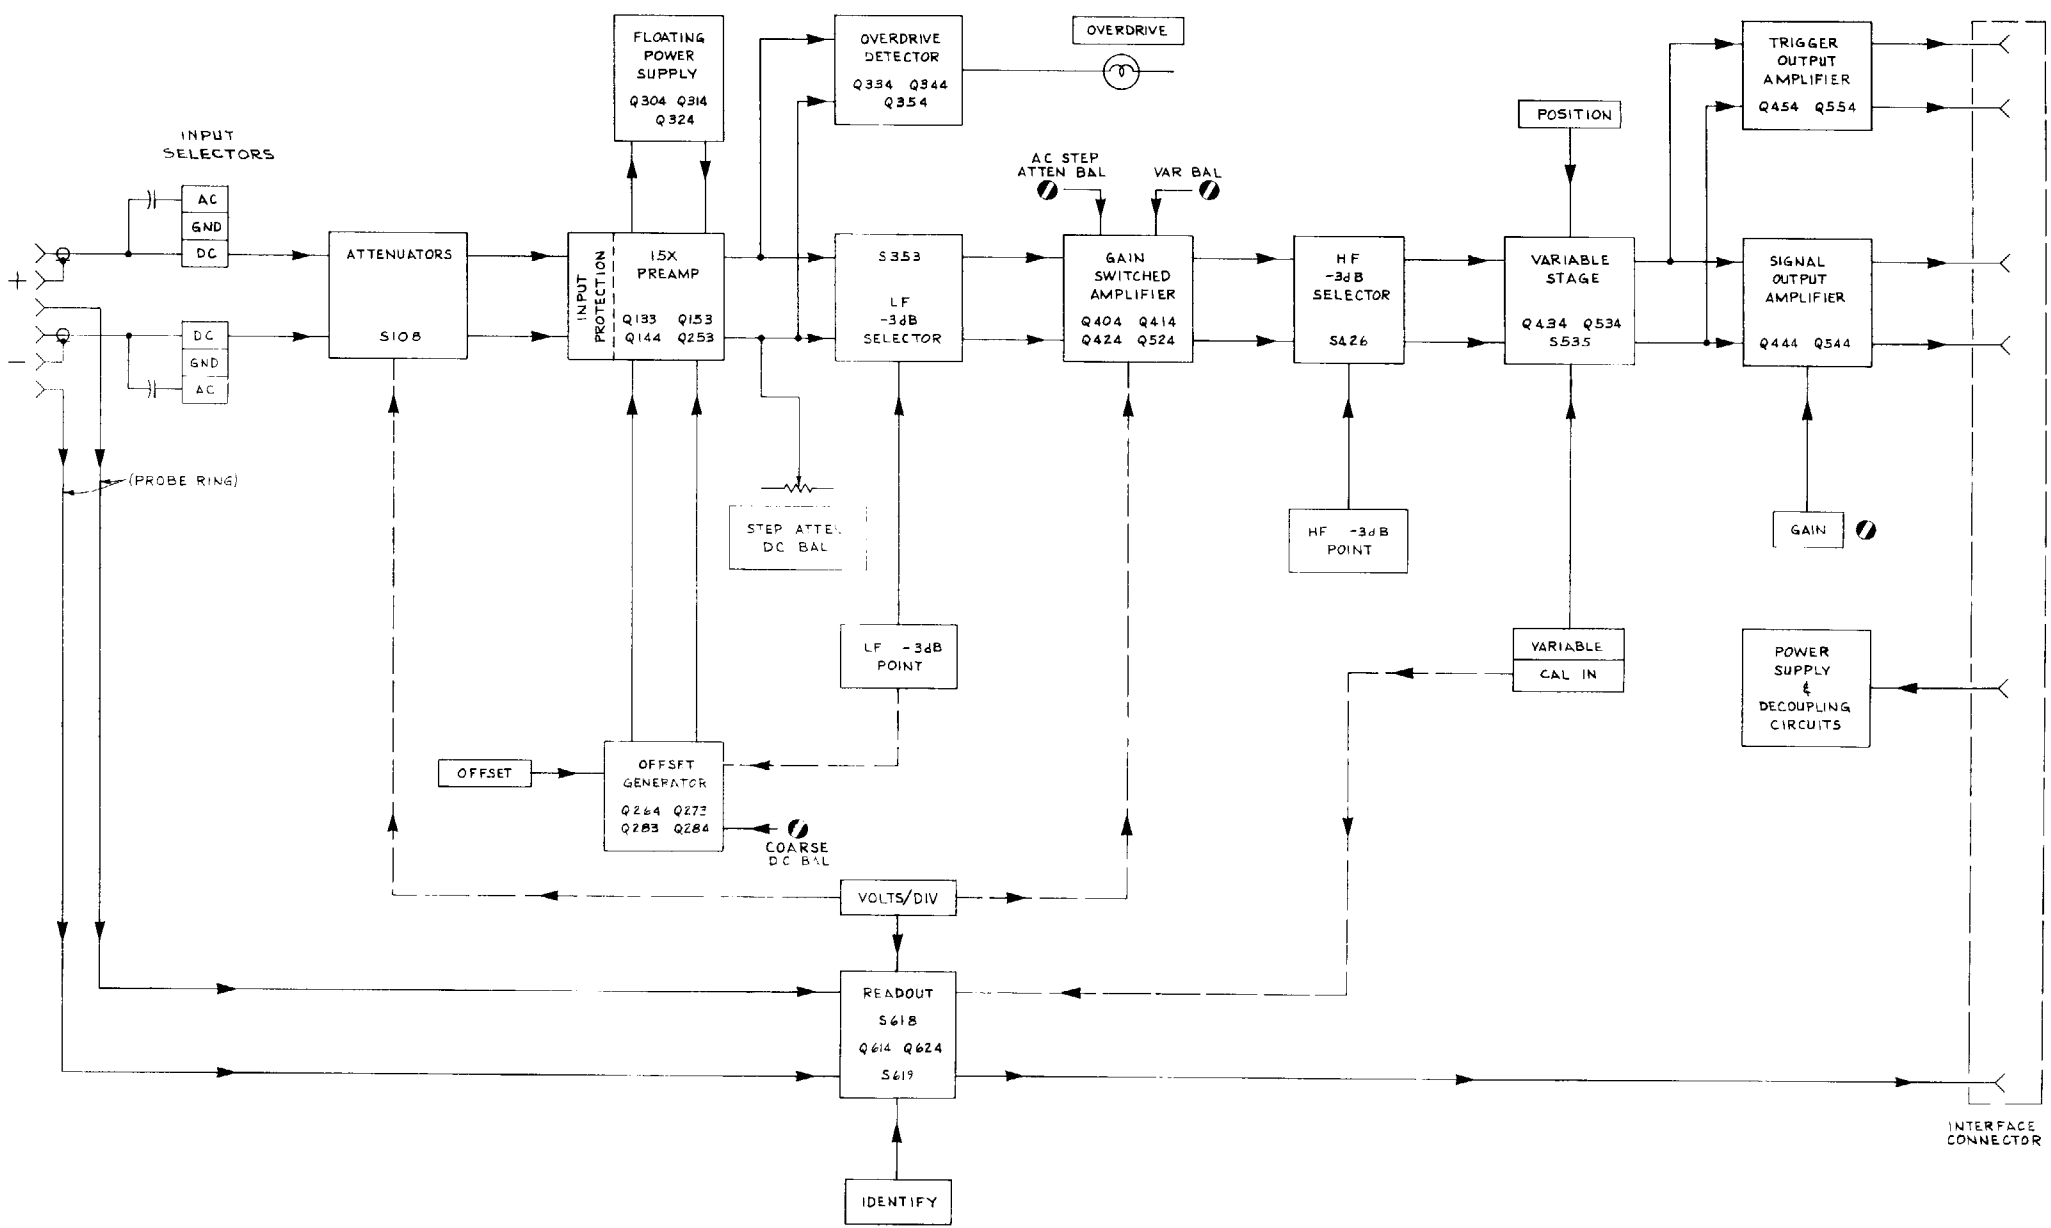 FLOATING
POWER
SUPPLY
Q304 Q314
Q324
OVERDRIVE
DETECTOR
Q334 Q344
Q354
OVERDRIVE
TRIGGER
OUTPUT
AMPLIFIER
Q454 Q554
POSITION
INPUT
SELECTORS
AC
GND
DC
+
DC
GND
AC
−
ATTENUATORS
S108
INPUT
PROTECTION
15X
PREAMP
Q133 Q153
Q144 Q253
S353
LF
-3dB
SELECTOR
AC STEP
ATTEN BAL
VAR BAL
GAIN
SWITCHED
AMPLIFIER
Q404 Q414
Q424 Q524
HF
-3dB
SELECTOR
S426
VARIABLE
STAGE
Q434 Q534
S535
SIGNAL
OUTPUT
AMPLIFIER
Q444 Q544
(PROBE RING)
STEP ATTEN
DC BAL
HF -3dB
POINT
GAIN
LF -3dB
POINT
VARIABLE
CAL IN
POWER
SUPPLY
&
DECOUPLING
CIRCUITS
OFFSET
OFFSET
GENERATOR
Q264 Q273
Q283 Q284
COARSE
DC BAL
VOLTS/DIV
READOUT
S618
Q614 Q624
S619
IDENTIFY
INTERFACE
CONNECTOR